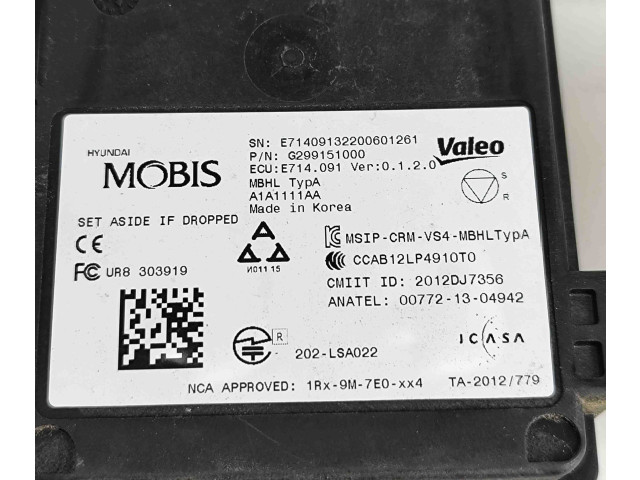 HYUNDAI
MOBIS
SN: E71409132200601261
P/N: G299151000
ECU:E714.091 Ver:0.1.2.0
MBHL TypA
A1A1111AA
Made in Korea
Valeo
S
R
SET ASIDE IF DROPPED
CE
FC UR8 303919
A
A A
И011 15
MSIP-CRM-VS4-MBHLTypA
CCAB12LP4910T0
CMIIT ID: 2012DJ7356
ANATEL: 00772-13-04942
R
202-LSA022
ICASA
NCA APPROVED: 1Rx-9M-7E0-xx4
TA-2012/779